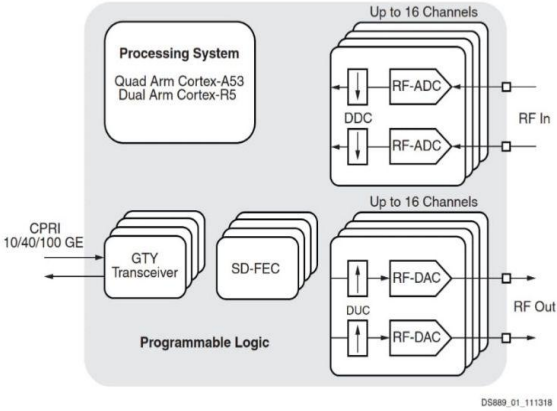 Up to 16 Channels
Processing System
Quad Arm Cortex-A53
Dual Arm Cortex-R5
RF-ADC
DDC
RF-ADC
RF In
Up to 16 Channels
CPRI
10/40/100 GE
GTY
Transceiver
SD-FEC
RF-DAC
DUC
RF-DAC
RF Out
Programmable Logic
DS889_01_111318